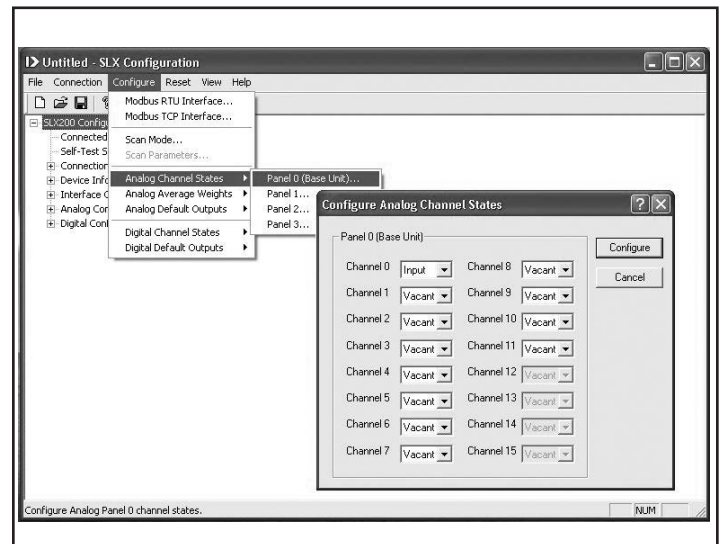 Untitled - SLX Configuration
File Connection Configure Reset View Help
Modbus RTU Interface...
Modbus TCP Interface...
Scan Mode...
Scan Parameters...
Analog Channel States
Analog Average Weights
Analog Default Outputs
Digital Channel States
Digital Default Outputs
Panel 0 (Base Unit)...
Panel 1...
Panel 2...
Panel 3...
SLX200 Configu
Connected
Self-Test S
Connection
Device Info
Interface C
Analog Con
Digital Conf
Configure Analog Channel States
Panel 0 (Base Unit)
Channel 0 Input Channel 8 Vacant
Channel 1 Vacant Channel 9 Vacant
Channel 2 Vacant Channel 10 Vacant
Channel 3 Vacant Channel 11 Vacant
Channel 4 Vacant Channel 12 Vacant
Channel 5 Vacant Channel 13 Vacant
Channel 6 Vacant Channel 14 Vacant
Channel 7 Vacant Channel 15 Vacant
Configure
Cancel
Configure Analog Panel 0 channel states.
NUM